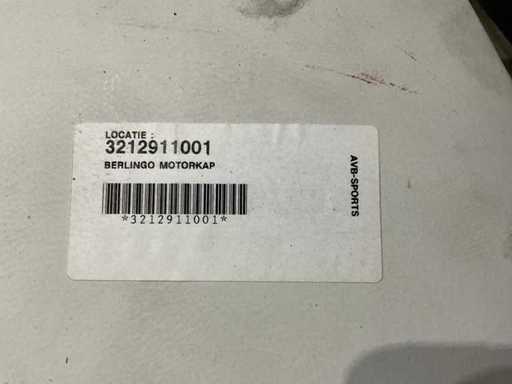 LOCATIE :
3212911001
BERLINGO MOTORKAP
*3212911001*
AVB-SPORTS